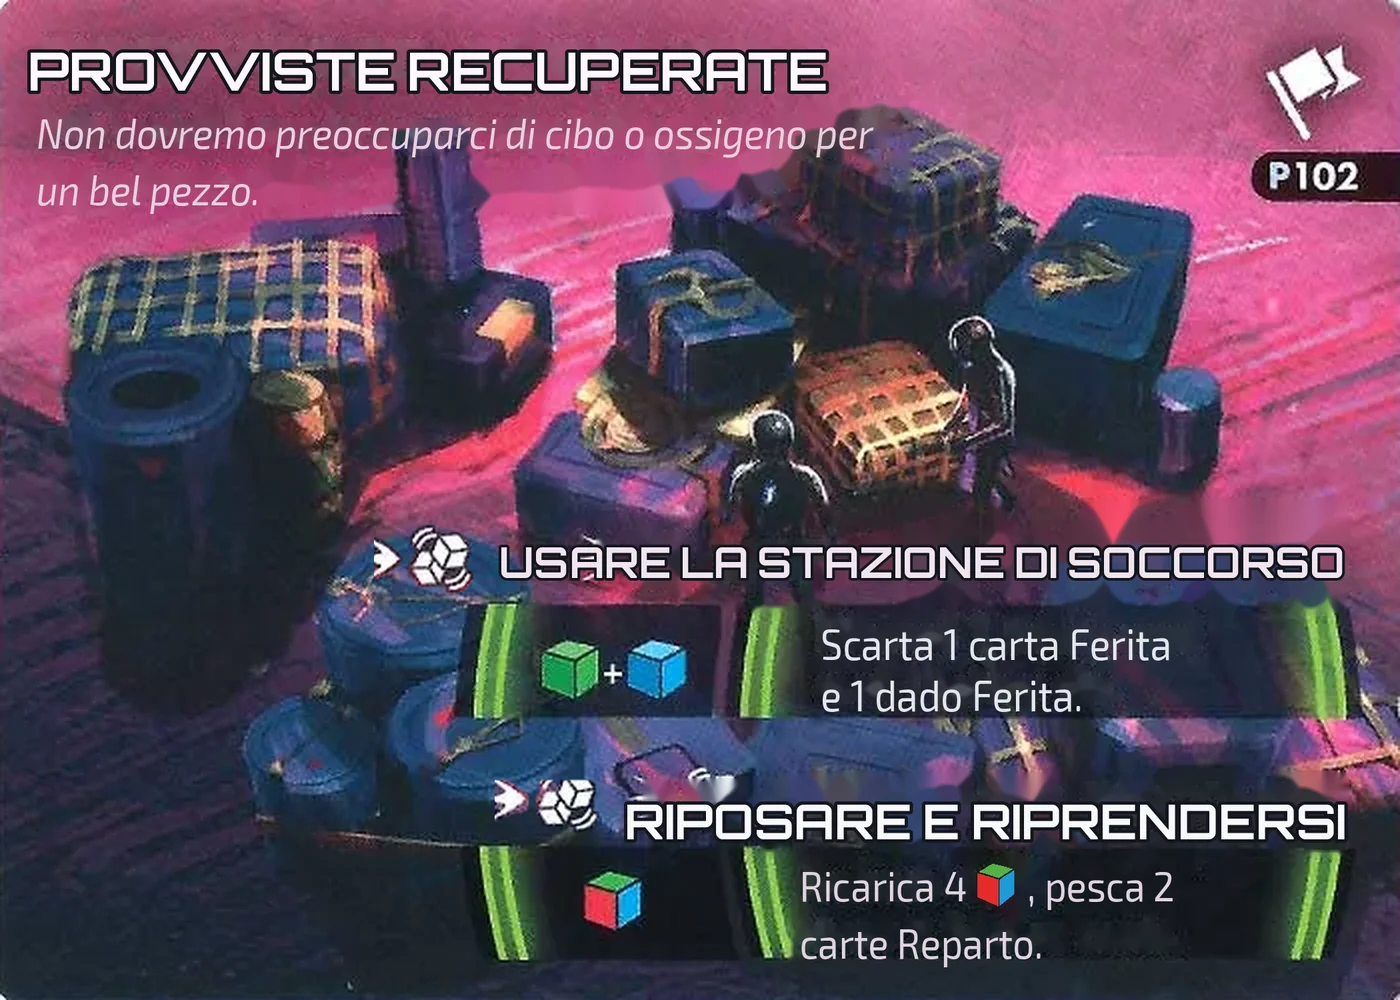 PROVVISTE RECUPERATE
Non dovremo preoccuparci di cibo o ossigeno per
un bel pezzo.
P102
USARE LA STAZIONE DI SOCCORSO
+
Scarta 1 carta Ferita
e 1 dado Ferita.
RIPOSARE E RIPRENDERSI
Ricarica 4 , pesca 2
carte Reparto.